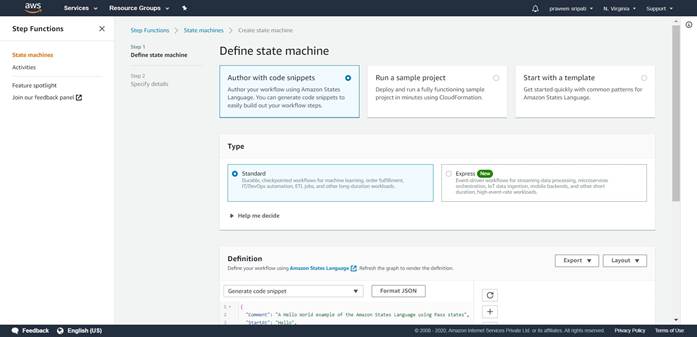 aws
Services
Resource Groups
praveen sripati
N. Virginia
Support
Step Functions
State machines
Activities
Feature spotlight
Join our feedback panel
Step Functions
State machines
Create state machine
Step 1
Define state machine
Step 2
Specify details
Define state machine
Author with code snippets
Author your workflow using Amazon States
Language. You can generate code snippets to
easily build out your workflow steps.
Run a sample project
Deploy and run a fully functioning sample
project in minutes using CloudFormation.
Start with a template
Get started quickly with common patterns for
Amazon States Language.
Type
Standard
Durable, checkpointed workflows for machine learning, order fulfillment,
IT/DevOps automation, ETL jobs, and other long-duration workloads.
Express New
Event-driven workflows for streaming data processing, microservices
orchestration, IoT data ingestion, mobile backends, and other short
duration, high-event-rate workloads.
Help me decide
Definition
Define your workflow using Amazon States Language. Refresh the graph to render the definition.
Export
Layout
Generate code snippet
Format JSON
1 {
2 "Comment": "A Hello World example of the Amazon States Language using Pass states",
3 "StartAt": "Hello",
Feedback
English (US)
© 2008 - 2020, Amazon Internet Services Private Ltd. or its affiliates. All rights reserved.
Privacy Policy
Terms of Use